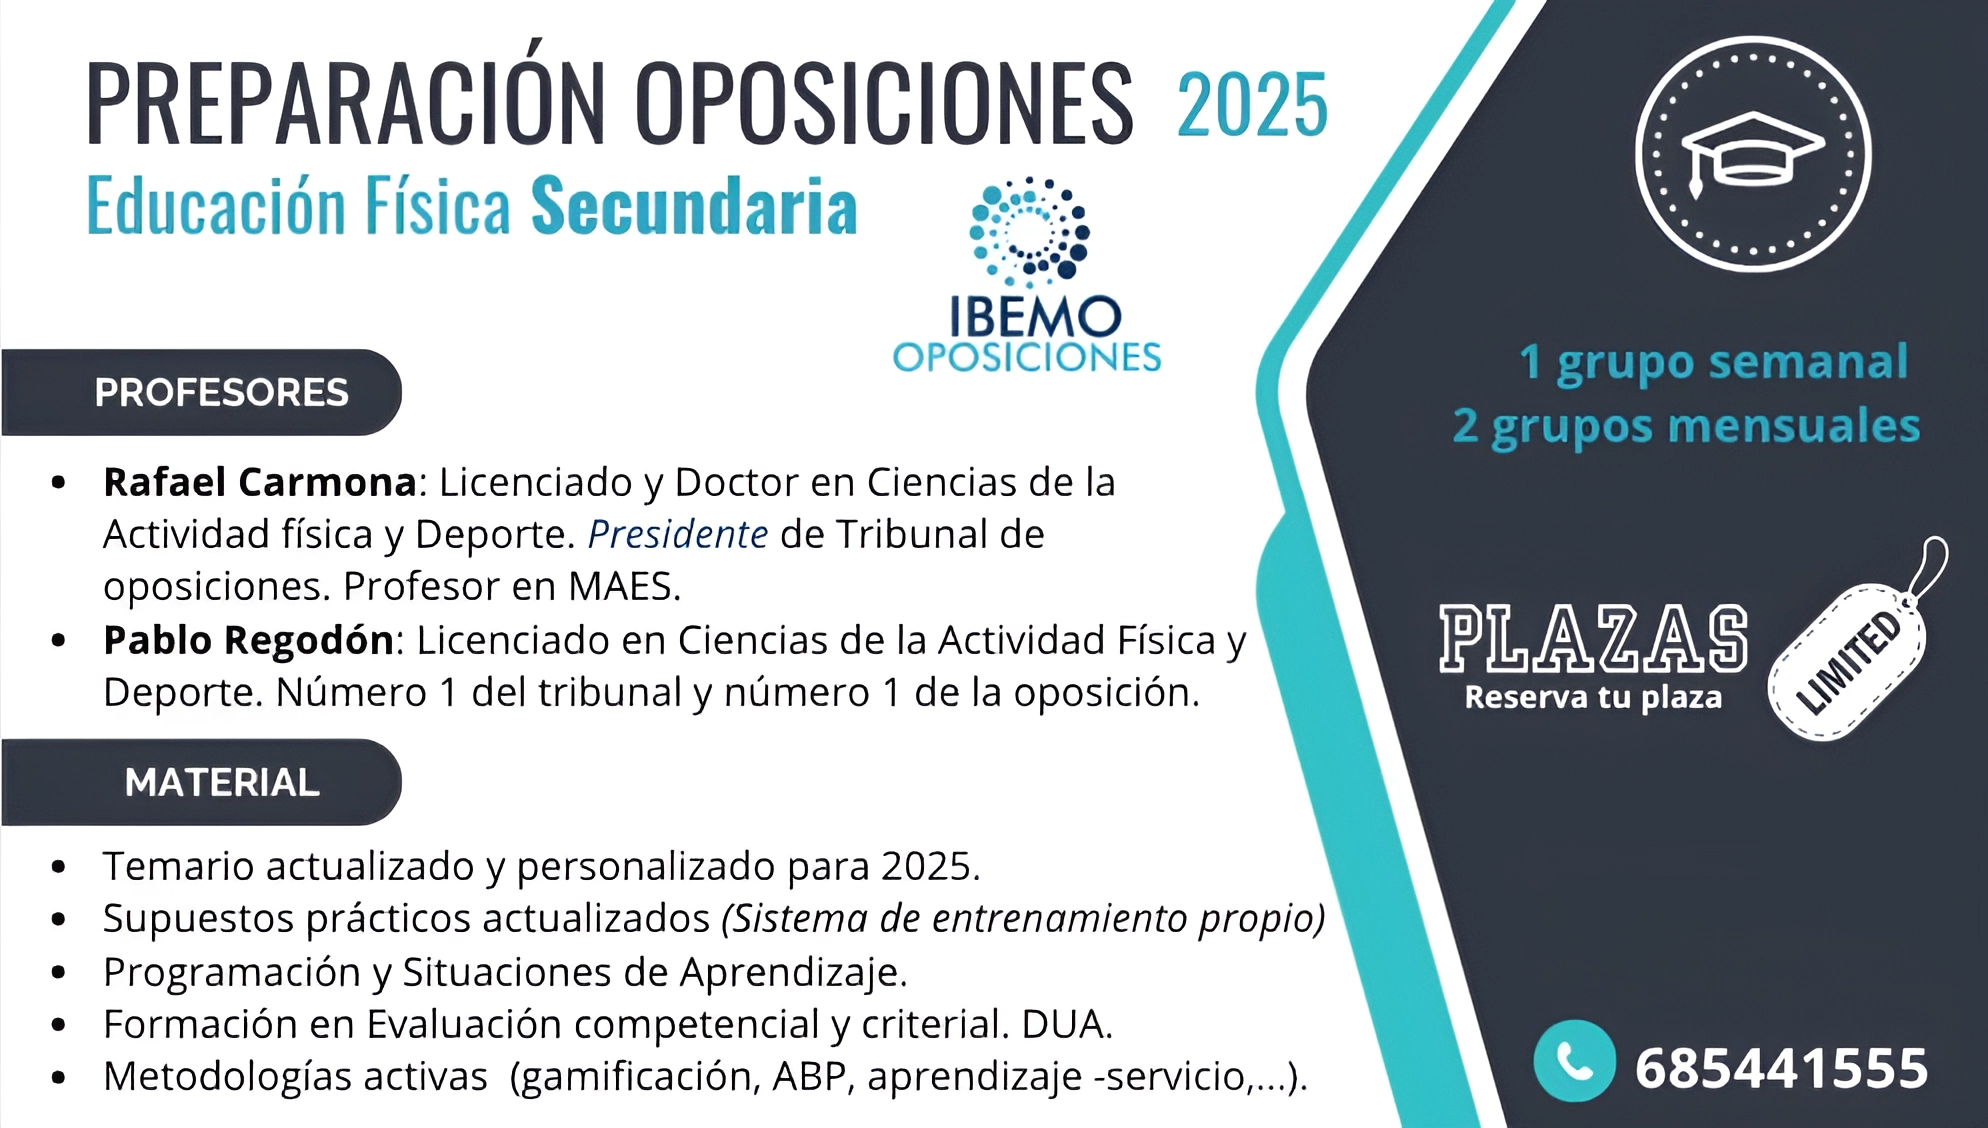 PREPARACIÓN OPOSICIONES 2025
Educación Física Secundaria
IBEMO
OPOSICIONES
PROFESORES
• Rafael Carmona: Licenciado y Doctor en Ciencias de la
Actividad física y Deporte. Presidente de Tribunal de
oposiciones. Profesor en MAES.
• Pablo Regodón: Licenciado en Ciencias de la Actividad Física y
Deporte. Número 1 del tribunal y número 1 de la oposición.
MATERIAL
• Temario actualizado y personalizado para 2025.
• Supuestos prácticos actualizados (Sistema de entrenamiento propio)
• Programación y Situaciones de Aprendizaje.
• Formación en Evaluación competencial y criterial. DUA.
• Metodologías activas (gamificación, ABP, aprendizaje -servicio,...).
1 grupo semanal
2 grupos mensuales
PLAZAS
Reserva tu plaza
LIMITED
685441555